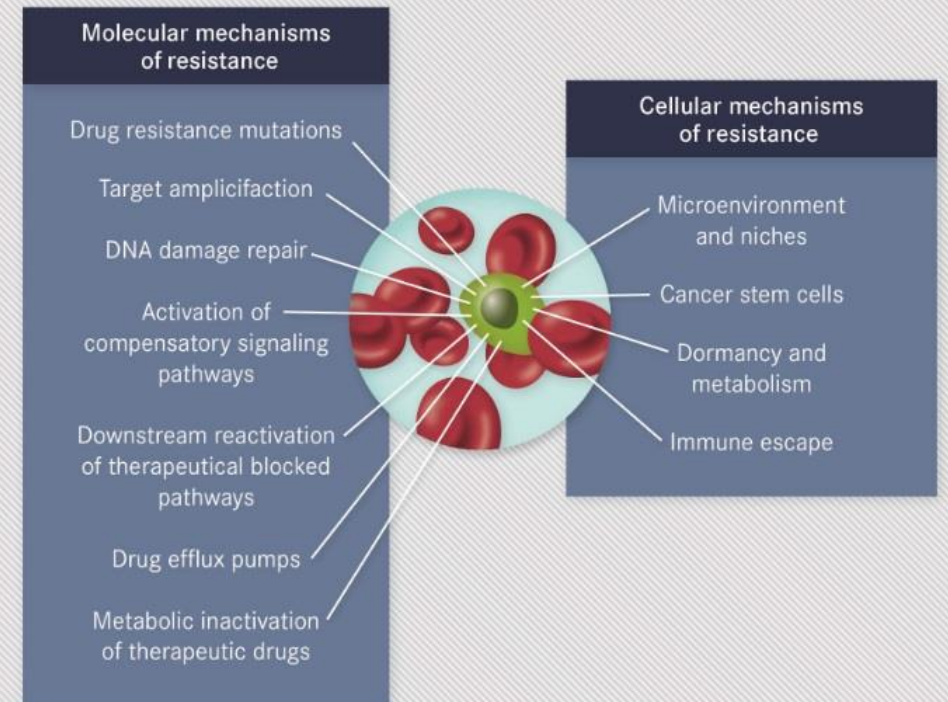 Molecular mechanisms
of resistance
Drug resistance mutations
Target amplicifaction
DNA damage repair
Activation of
compensatory signaling
pathways
Downstream reactivation
of therapeutical blocked
pathways
Drug efflux pumps
Metabolic inactivation
of therapeutic drugs
Cellular mechanisms
of resistance
Microenvironment
and niches
Cancer stem cells
Dormancy and
metabolism
Immune escape